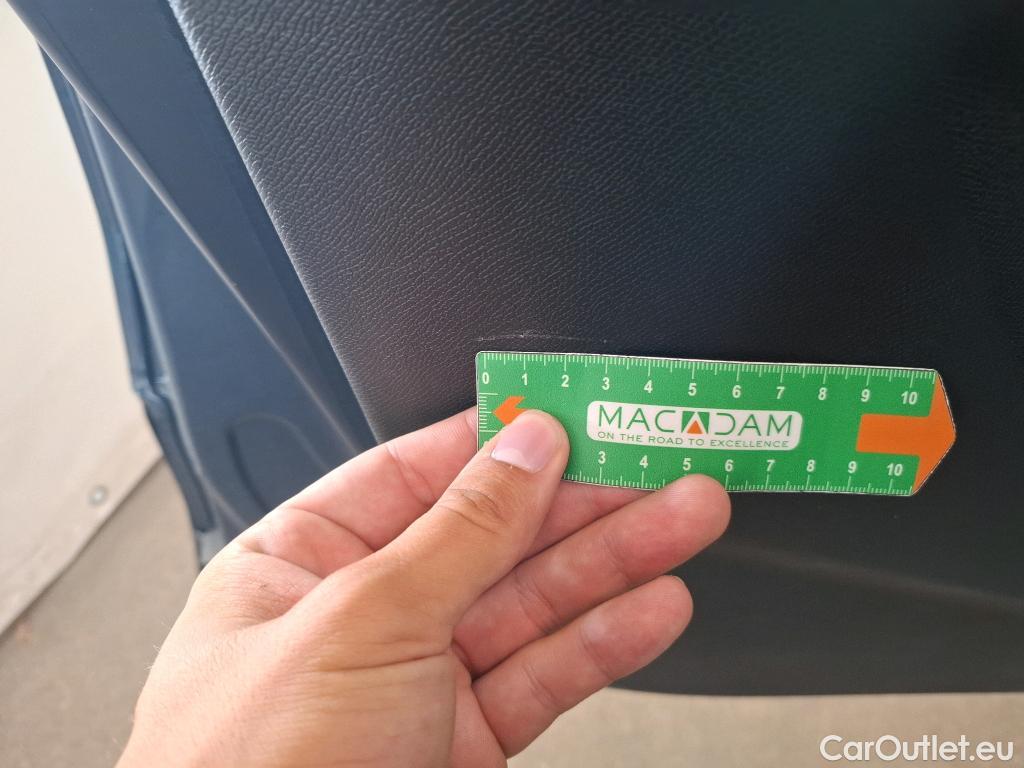 0 1 2 3 4 5 6 7 8 9 10
MACADAM
ON THE ROAD TO EXCELLENCE
3 4 5 6 7 8 9 10
CarOutlet.eu